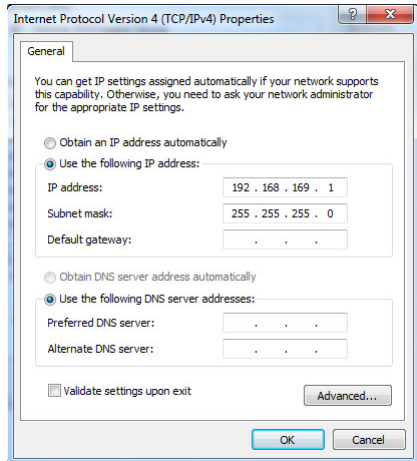 Internet Protocol Version 4 (TCP/IPv4) Properties
? X
General
You can get IP settings assigned automatically if your network supports
this capability. Otherwise, you need to ask your network administrator
for the appropriate IP settings.
Obtain an IP address automatically
Use the following IP address:
IP address: 192 . 168 . 169 . 1
Subnet mask: 255 . 255 . 255 . 0
Default gateway: . . .
Obtain DNS server address automatically
Use the following DNS server addresses:
Preferred DNS server: . . .
Alternate DNS server: . . .
Validate settings upon exit
Advanced...
OK Cancel